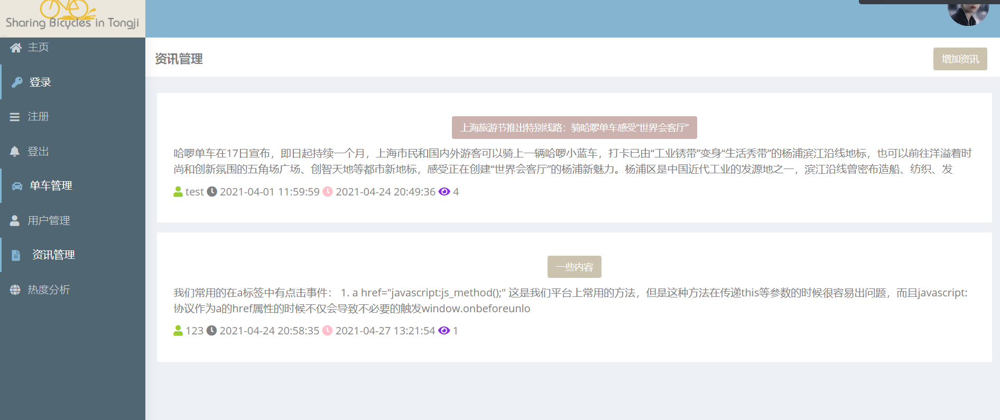 Sharing Bicycles in Tongji
主页
登录
注册
登出
单车管理
用户管理
资讯管理
热度分析
资讯管理
增加资讯
上海旅游节推出特别线路：骑哈啰单车感受“世界会客厅”
哈啰单车在17日宣布，即日起持续一个月，上海市民和国内外游客可以骑上一辆哈啰小蓝车，打卡已由“工业锈带”变身“生活秀带”的杨浦滨江沿线地标，也可以前往洋溢着时
尚和创新氛围的五角场广场、创智天地等都市新地标，感受正在创建“世界会客厅”的杨浦新魅力。杨浦区是中国近代工业的发源地之一，滨江沿线曾密布造船、纺织、发
test 2021-04-01 11:59:59 2021-04-24 20:49:36 4
一些内容
我们常用的在a标签中有点击事件： 1. a href="javascript:js_method();" 这是我们平台上常用的方法，但是这种方法在传递this等参数的时候很容易出问题，而且javascript:
协议作为a的href属性的时候不仅会导致不必要的触发window.onbeforeunlo
123 2021-04-24 20:58:35 2021-04-27 13:21:54 1